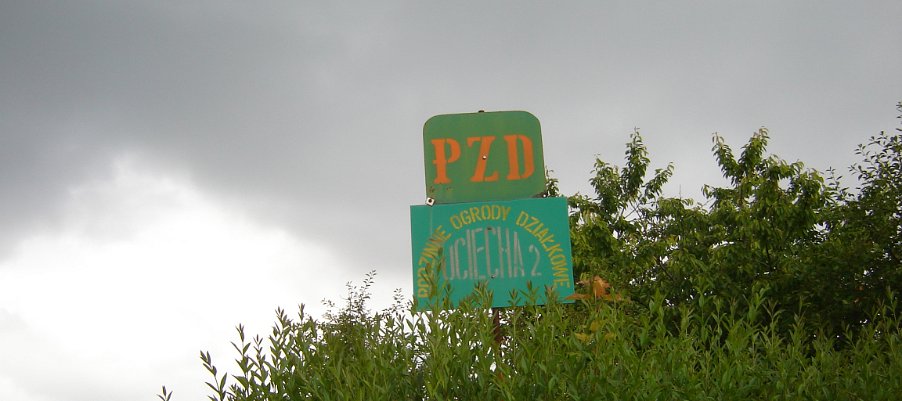 PZD
RODZINNE OGRODY DZIAŁKOWE
UCIECHA 2